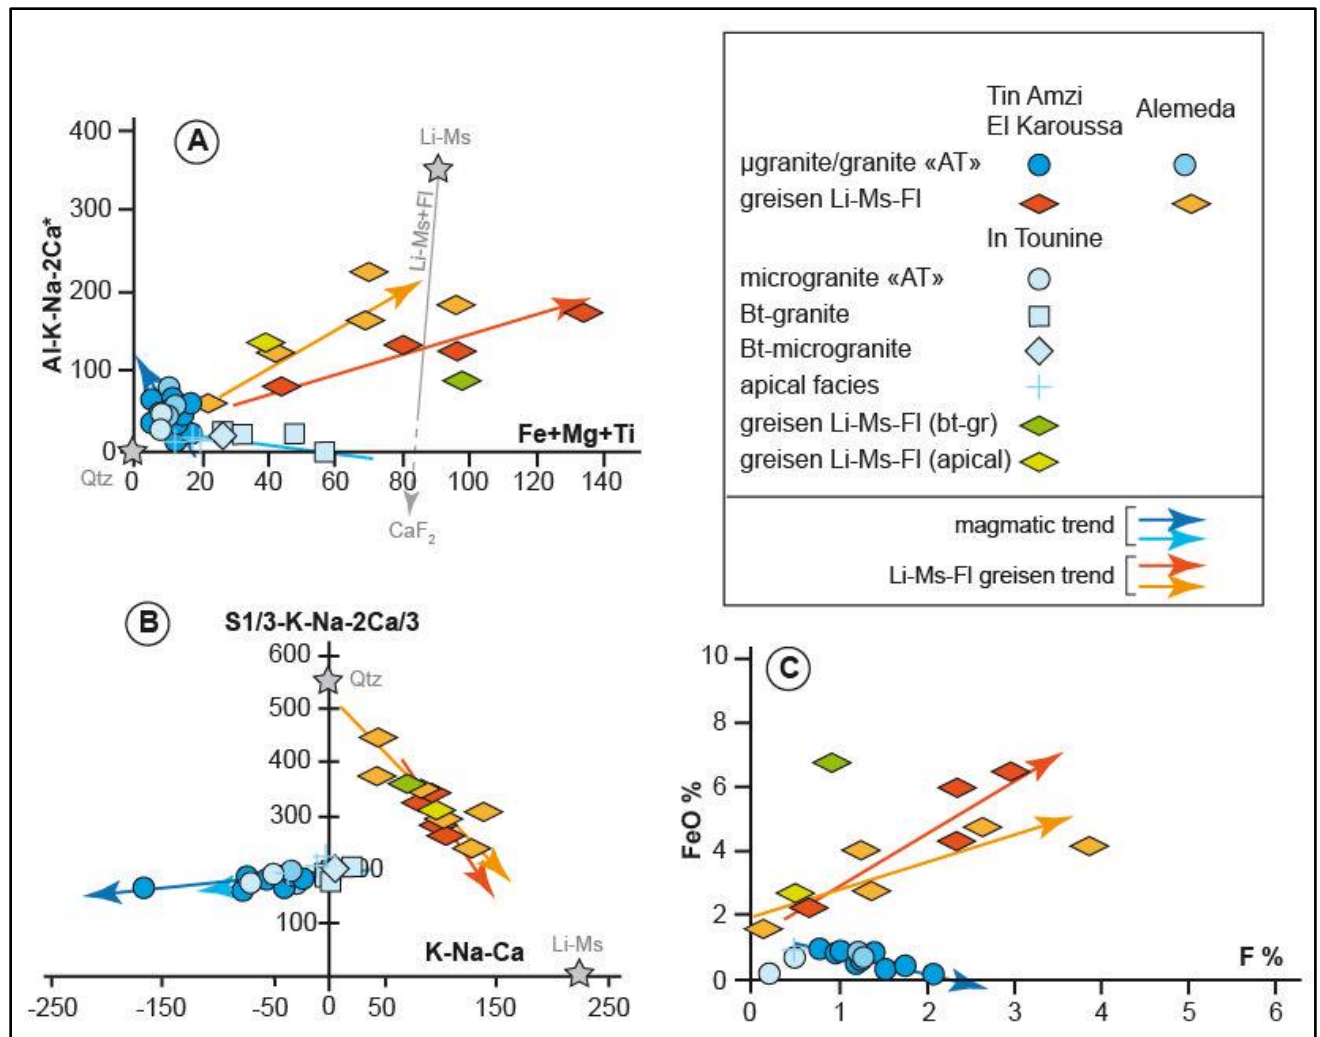 A
Al-K-Na-2Ca*
400
300
200
100
0
0 20 40 60 80 100 120 140
Fe+Mg+Ti
Qtz
Li-Ms
Li-Ms+Fl
CaF2
Tin Amzi
El Karoussa
Alemeda
µgranite/granite «AT»
greisen Li-Ms-Fl
In Tounine
microgranite «AT»
Bt-granite
Bt-microgranite
apical facies
greisen Li-Ms-Fl (bt-gr)
greisen Li-Ms-Fl (apical)
magmatic trend
Li-Ms-Fl greisen trend
B
S1/3-K-Na-2Ca/3
600
Qtz
500
400
300
00
100
K-Na-Ca
Li-Ms
-250 -150 -50 0 50 150 250
C
FeO %
10
8
6
4
2
0
F %
0 1 2 3 4 5 6